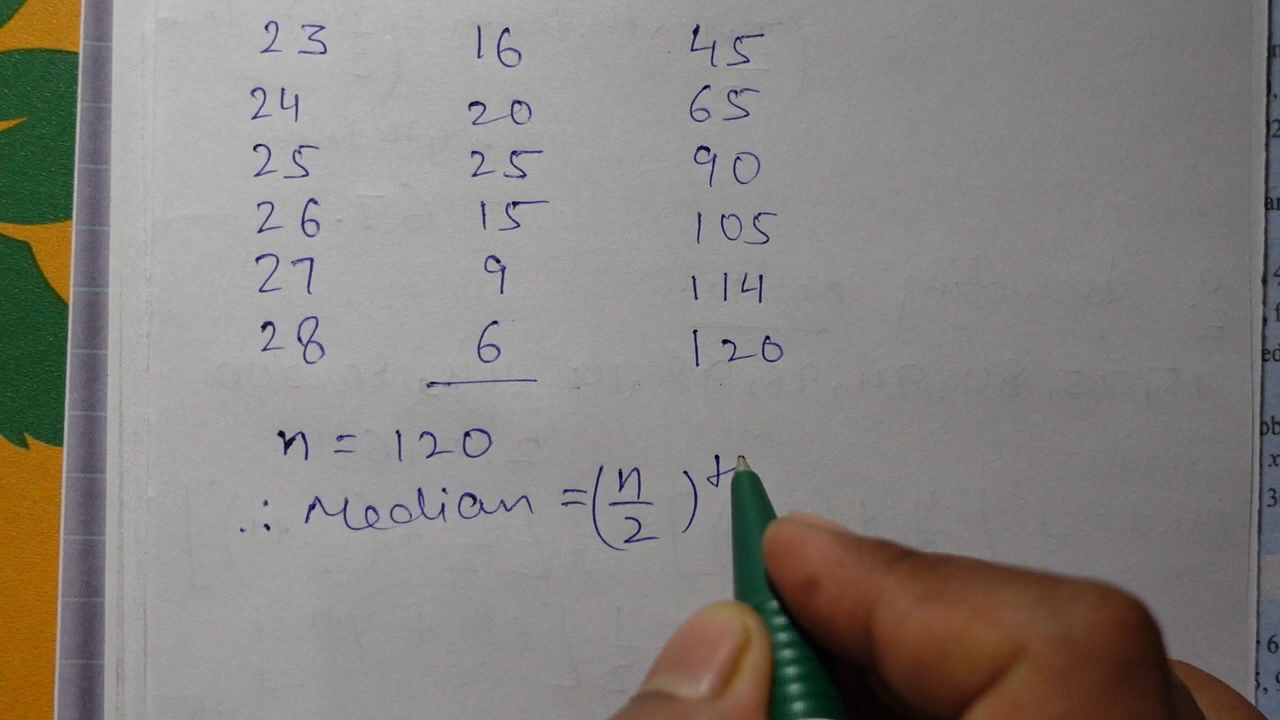 23 16 45
24 20 65
25 25 90
26 15 105
27 9 114
28 6 120
n = 120
∴ Median = (n/2)^t